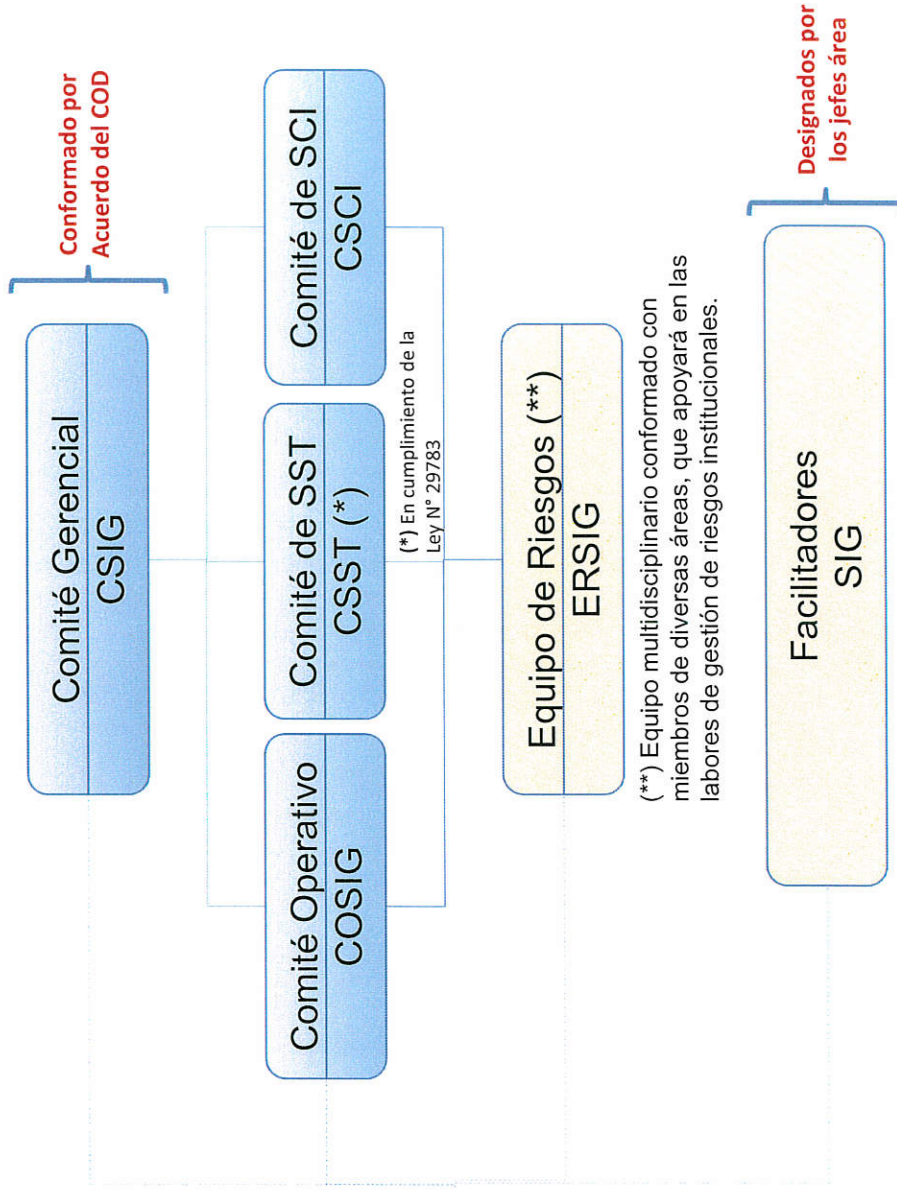 Conformado por
Acuerdo del COD
Comité Gerencial
CSIG
Comité Operativo
COSIG
Comité de SST
CSST (*)
Comité de SCI
CSCI
(*) En cumplimiento de la
Ley N° 29783
Equipo de Riesgos (**)
ERSIG
(**) Equipo multidisciplinario conformado con
miembros de diversas áreas, que apoyará en las
labores de gestión de riesgos institucionales.
Facilitadores
SIG
Designados por
los jefes área